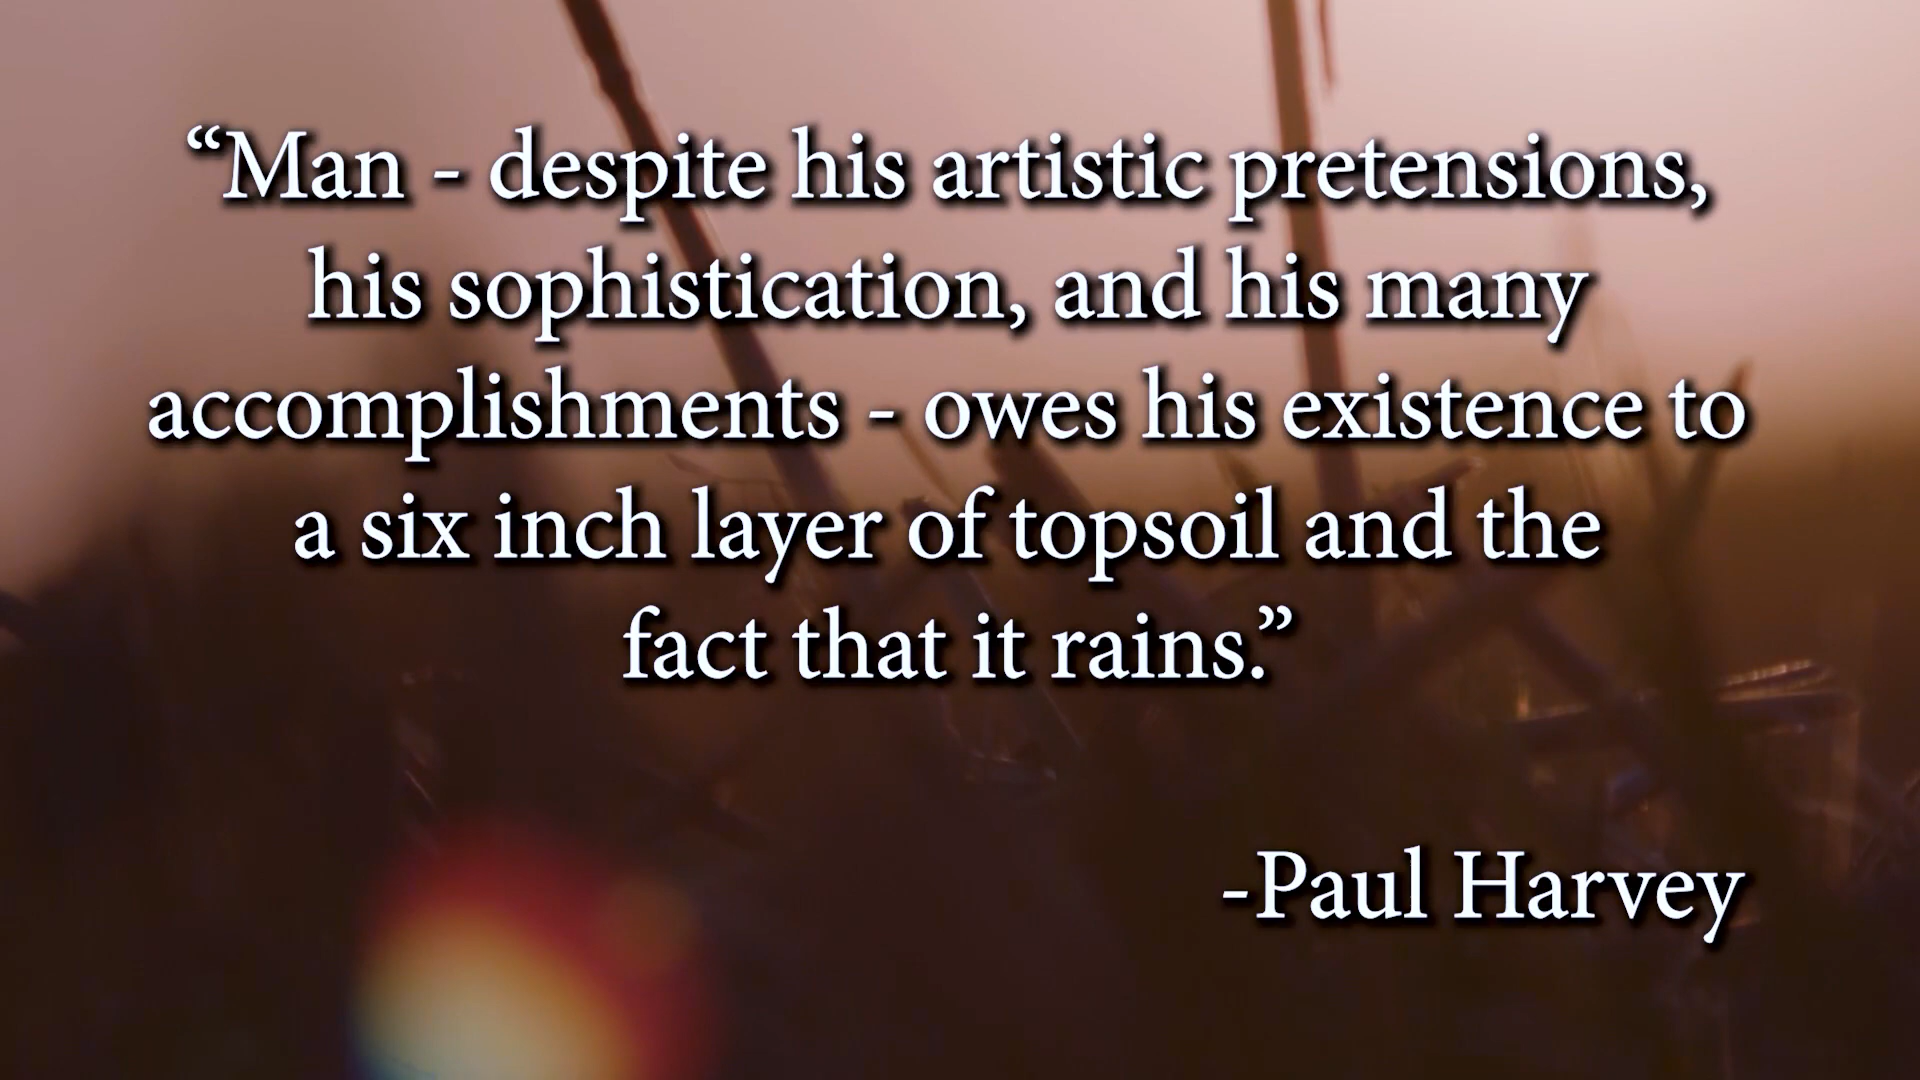 “Man - despite his artistic pretensions,
his sophistication, and his many
accomplishments - owes his existence to
a six inch layer of topsoil and the
fact that it rains.”
-Paul Harvey